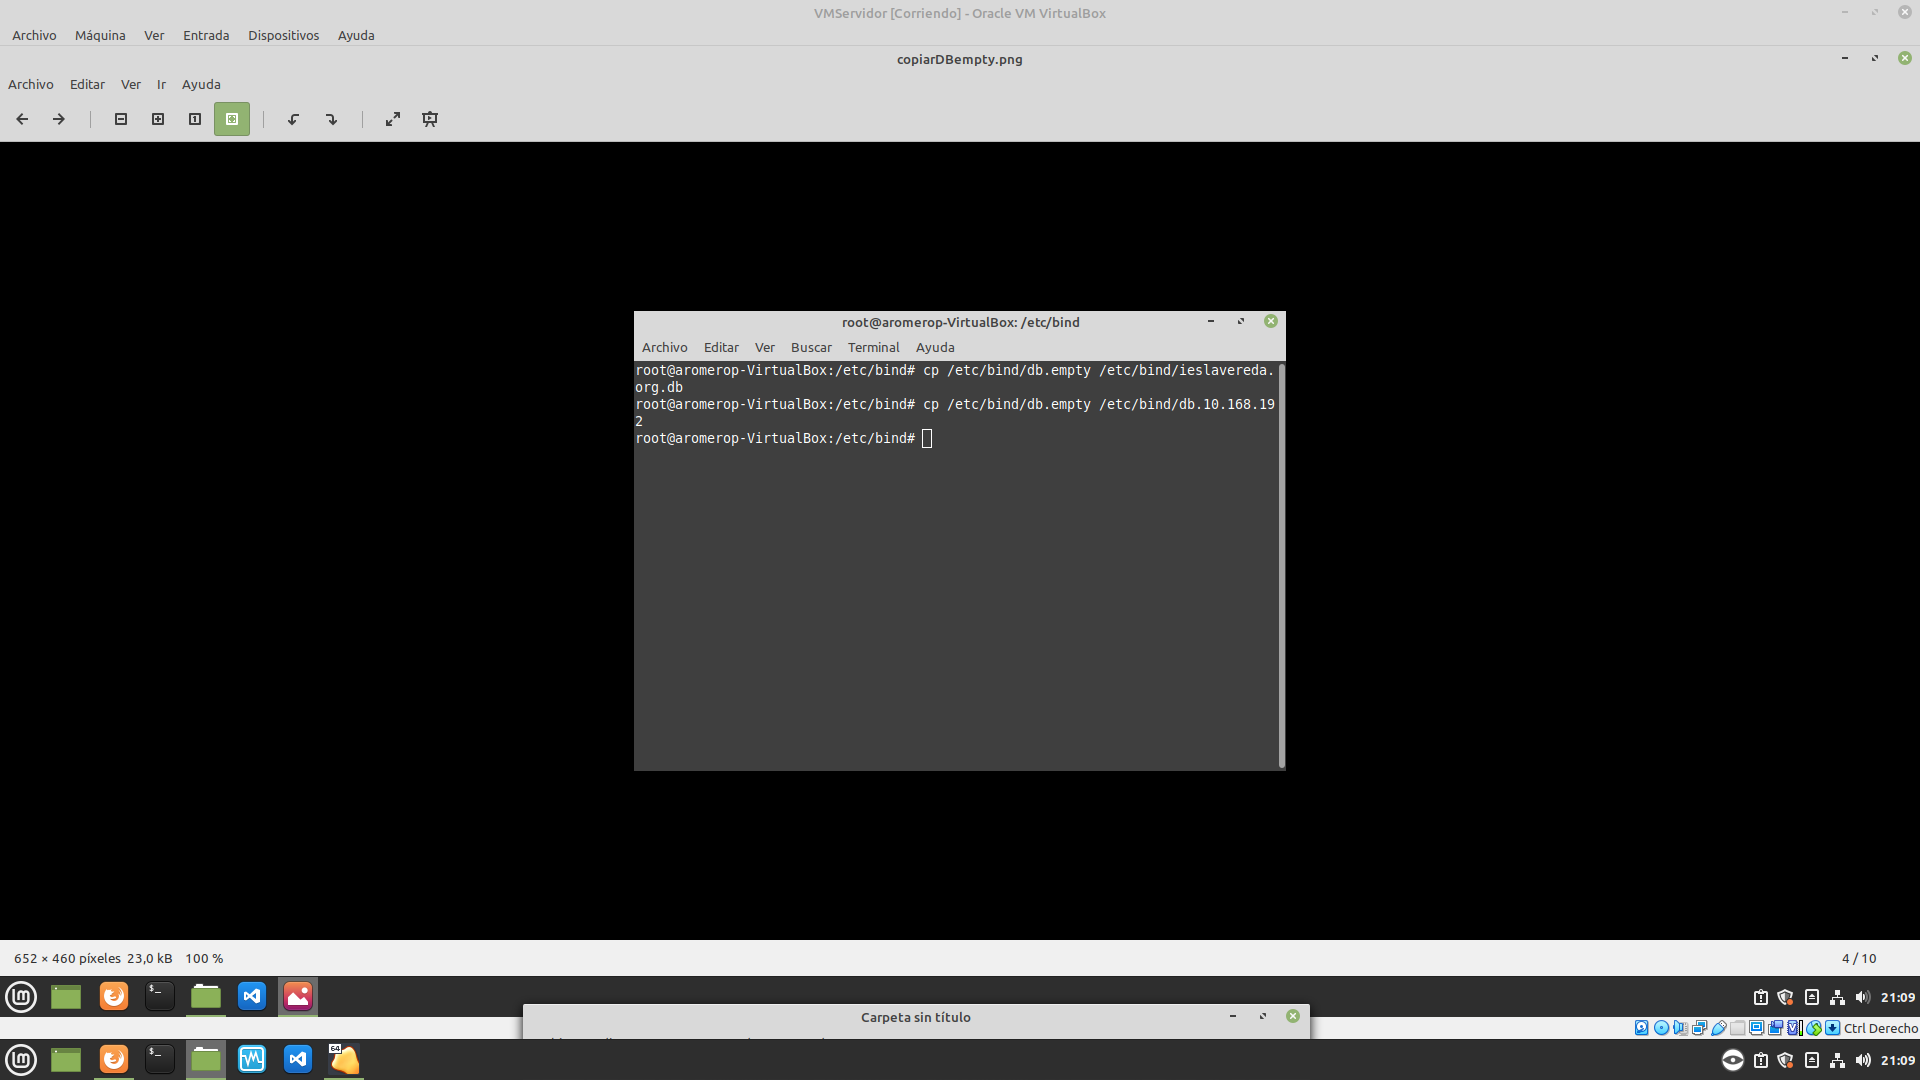 VMServidor [Corriendo] - Oracle VM VirtualBox
Archivo Máquina Ver Entrada Dispositivos Ayuda
copiarDBempty.png
Archivo Editar Ver Ir Ayuda
root@aromerop-VirtualBox: /etc/bind
Archivo Editar Ver Buscar Terminal Ayuda
root@aromerop-VirtualBox:/etc/bind# cp /etc/bind/db.empty /etc/bind/ieslavereda.
org.db
root@aromerop-VirtualBox:/etc/bind# cp /etc/bind/db.empty /etc/bind/db.10.168.19
2
root@aromerop-VirtualBox:/etc/bind#
652 × 460 píxeles 23,0 kB 100 %
4 / 10
21:09
Carpeta sin título
Ctrl Derecho
64
21:09